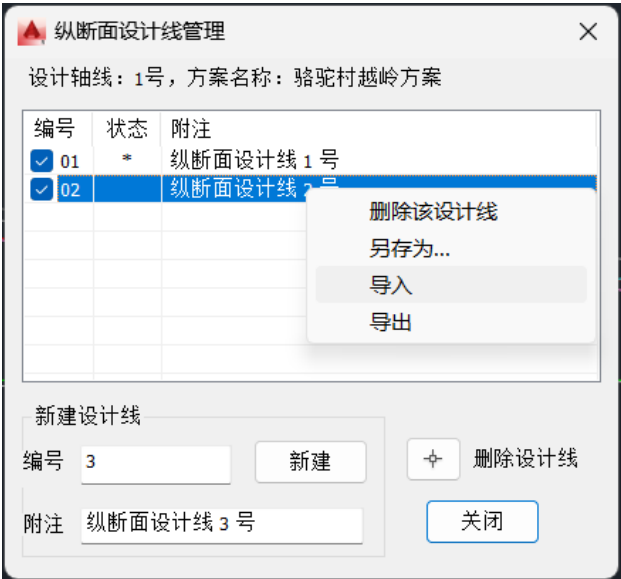 纵断面设计线管理
设计轴线：1号，方案名称：骆驼村越岭方案
编号 状态 附注
01 * 纵断面设计线 1 号
02 纵断面设计线
删除该设计线
另存为...
导入
导出
新建设计线
编号 3 新建
删除设计线
附注 纵断面设计线 3 号
关闭